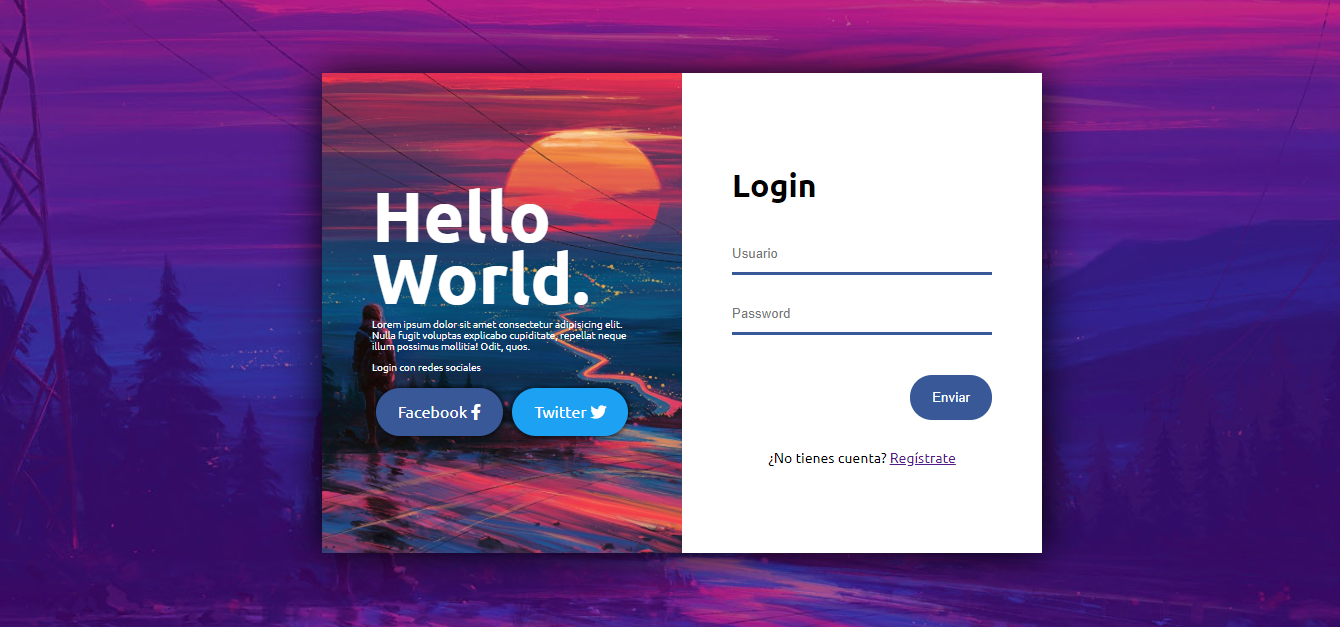 Hello
World.
Lorem ipsum dolor sit amet consectetur adipisicing elit.
Nulla fugit voluptas explicabo cupiditate, repellat neque
illum possimus mollitia! Odit, quos.
Login con redes sociales
Facebook
Twitter
Login
Usuario
Password
Enviar
¿No tienes cuenta? Regístrate